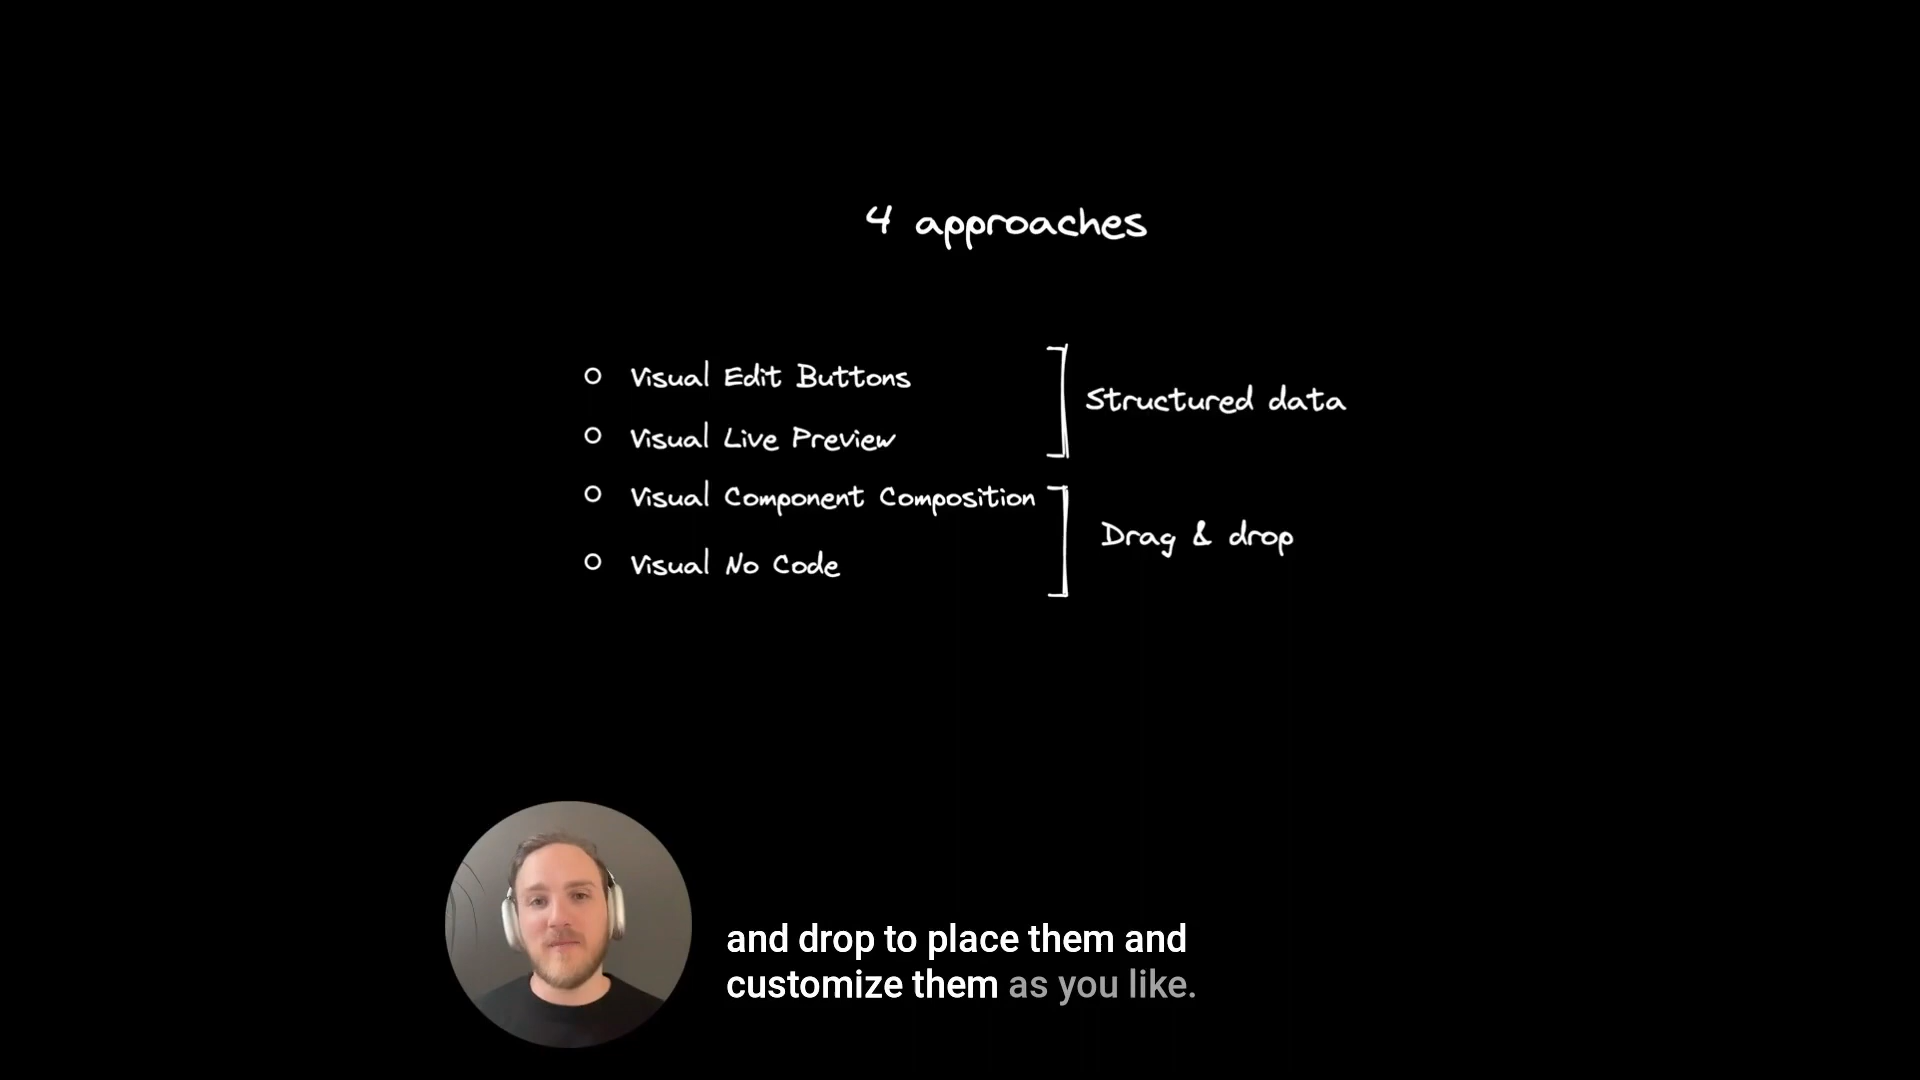 4 approaches
Visual Edit Buttons
Visual Live Preview
Structured data
Visual Component Composition
Visual No Code
Drag & drop
and drop to place them and
customize them as you like.